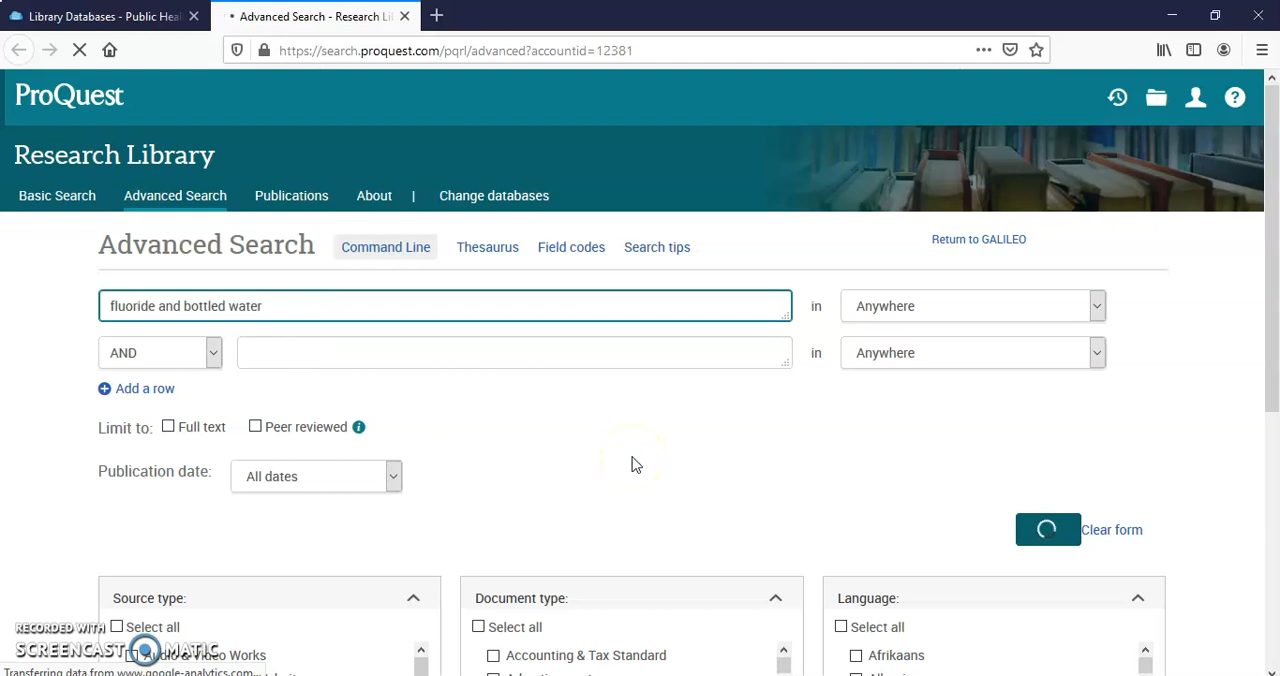 Library Databases - Public Heal
Advanced Search - Research Li
https://search.proquest.com/pqrl/advanced?accountid=12381
ProQuest
Research Library
Basic Search
Advanced Search
Publications
About
|
Change databases
Advanced Search
Command Line
Thesaurus
Field codes
Search tips
Return to GALILEO
fluoride and bottled water
in
Anywhere
AND
in
Anywhere
Add a row
Limit to:
Full text
Peer reviewed
Publication date:
All dates
Clear form
Source type:
Document type:
Language:
Select all
Select all
Select all
Audio & Video Works
Accounting & Tax Standard
Afrikaans
RECORDED WITH
SCREENCAST MATIC
Transferring data from www.google-analytics.com...